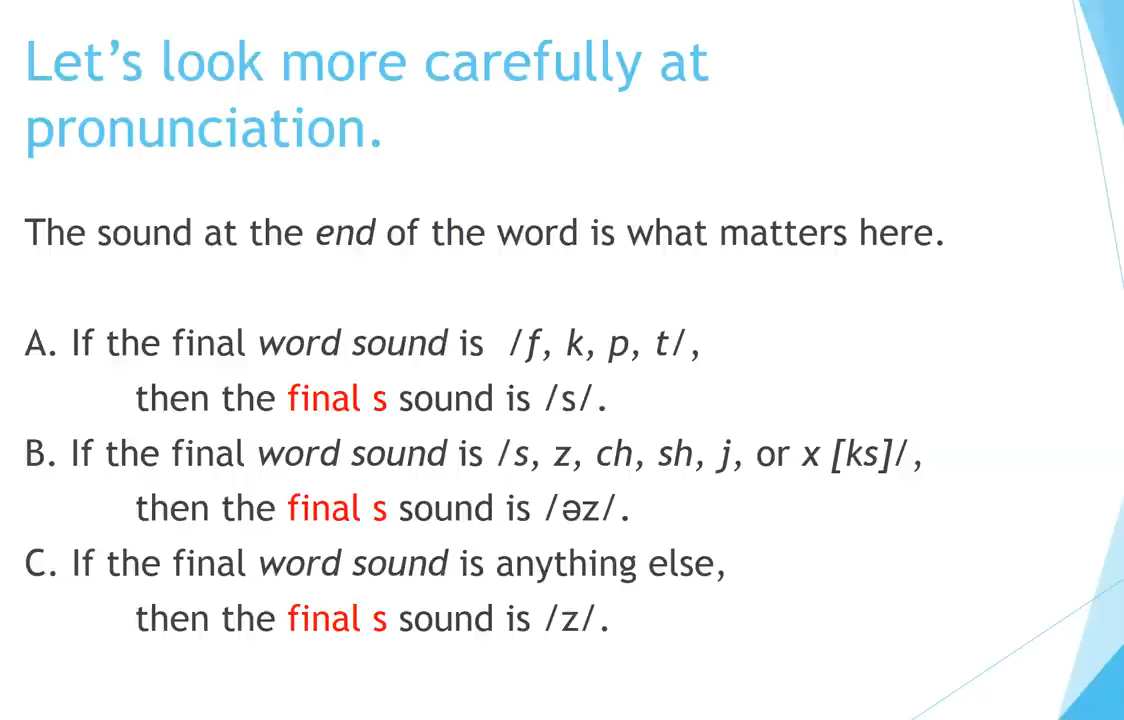 Let’s look more carefully at
pronunciation.
The sound at the end of the word is what matters here.
A. If the final word sound is /f, k, p, t/,
then the final s sound is /s/.
B. If the final word sound is /s, z, ch, sh, j, or x [ks]/,
then the final s sound is /əz/.
C. If the final word sound is anything else,
then the final s sound is /z/.